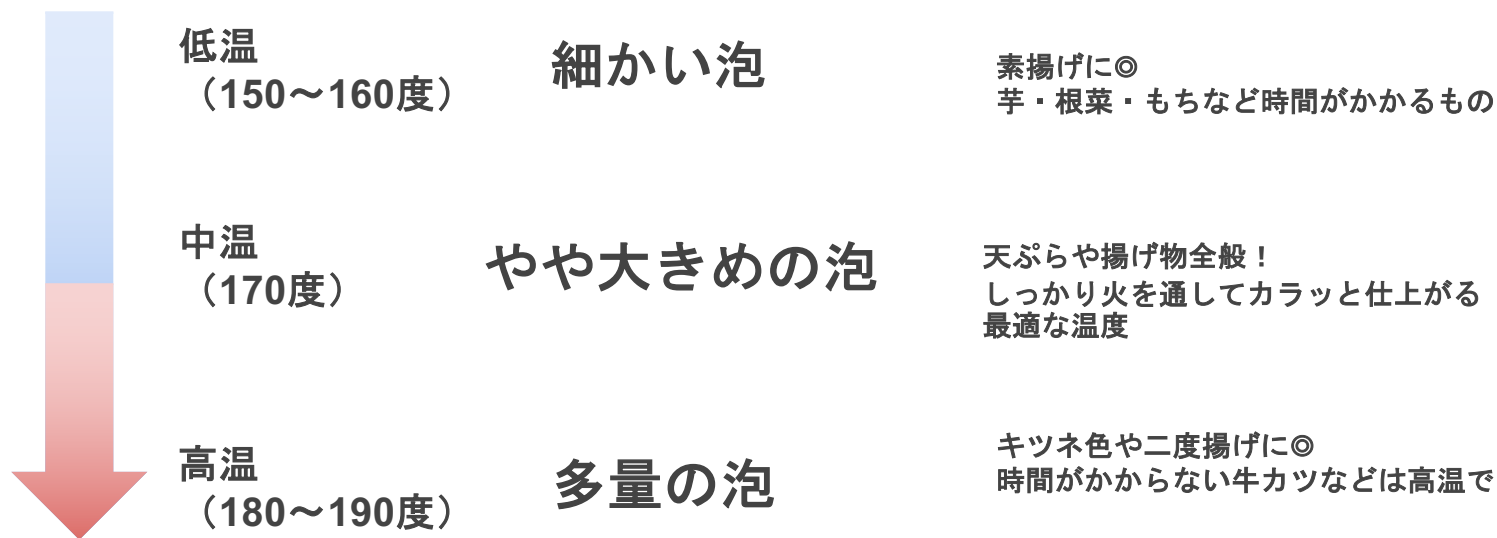 低温
（150〜160度）
細かい泡
素揚げに◎
芋・根菜・もちなど時間がかかるもの
中温
（170度）
やや大きめの泡
天ぷらや揚げ物全般！
しっかり火を通してカラッと仕上がる
最適な温度
高温
（180〜190度）
多量の泡
キツネ色や二度揚げに◎
時間がかからない牛カツなどは高温で